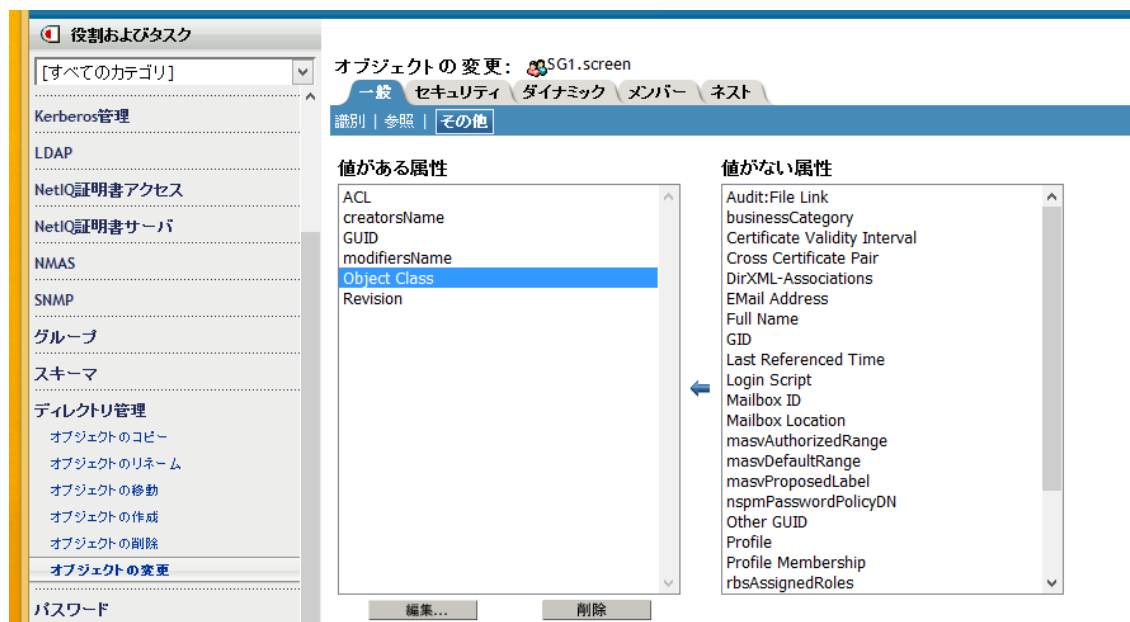 役割およびタスク
[すべてのカテゴリ]
Kerberos管理
LDAP
NetIQ証明書アクセス
NetIQ証明書サーバ
NMAS
SNMP
グループ
スキーマ
ディレクトリ管理
オブジェクトのコピー
オブジェクトのリネーム
オブジェクトの移動
オブジェクトの作成
オブジェクトの削除
オブジェクトの変更
パスワード
オブジェクトの変更: SG1.screen
一般 セキュリティ ダイナミック メンバー ネスト
識別 | 参照 | その他
値がある属性
ACL
creatorsName
GUID
modifiersName
Object Class
Revision
編集...
削除
値がない属性
Audit:File Link
businessCategory
Certificate Validity Interval
Cross Certificate Pair
DirXML-Associations
EMail Address
Full Name
GID
Last Referenced Time
Login Script
Mailbox ID
Mailbox Location
masvAuthorizedRange
masvDefaultRange
masvProposedLabel
nspmPasswordPolicyDN
Other GUID
Profile
Profile Membership
rbsAssignedRoles